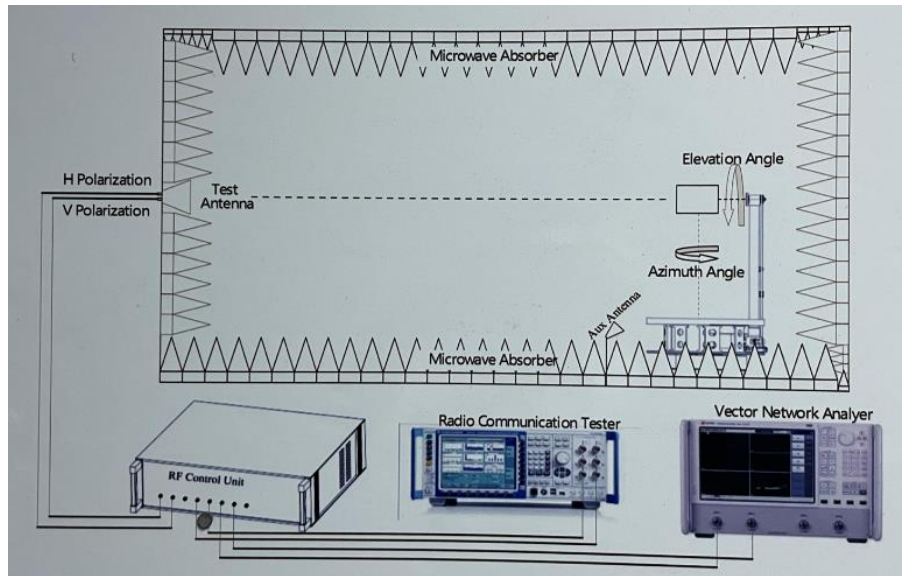 Microwave Absorber
Elevation Angle
H Polarization
Test
Antenna
V Polarization
Azimuth Angle
Aux Antenna
Microwave Absorber
Radio Communication Tester
Vector Network Analyer
RF Control Unit